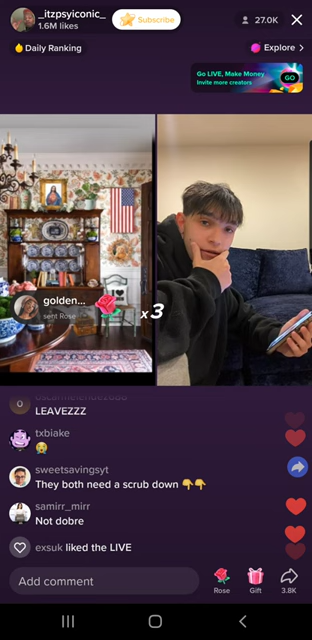 _itzpsyiconic_
1.6M likes
Subscribe
27.0K
Daily Ranking
Explore >
Go LIVE, Make Money
Invite more creators
GO
golden...
sent Rose
x 3
O
LEAVEZZZ
txbiake
😭
sweetsavingsyt
They both need a scrub down 👇👇
samirr_mirr
Not dobre
exsuk liked the LIVE
Add comment
Rose
Gift
3.8K